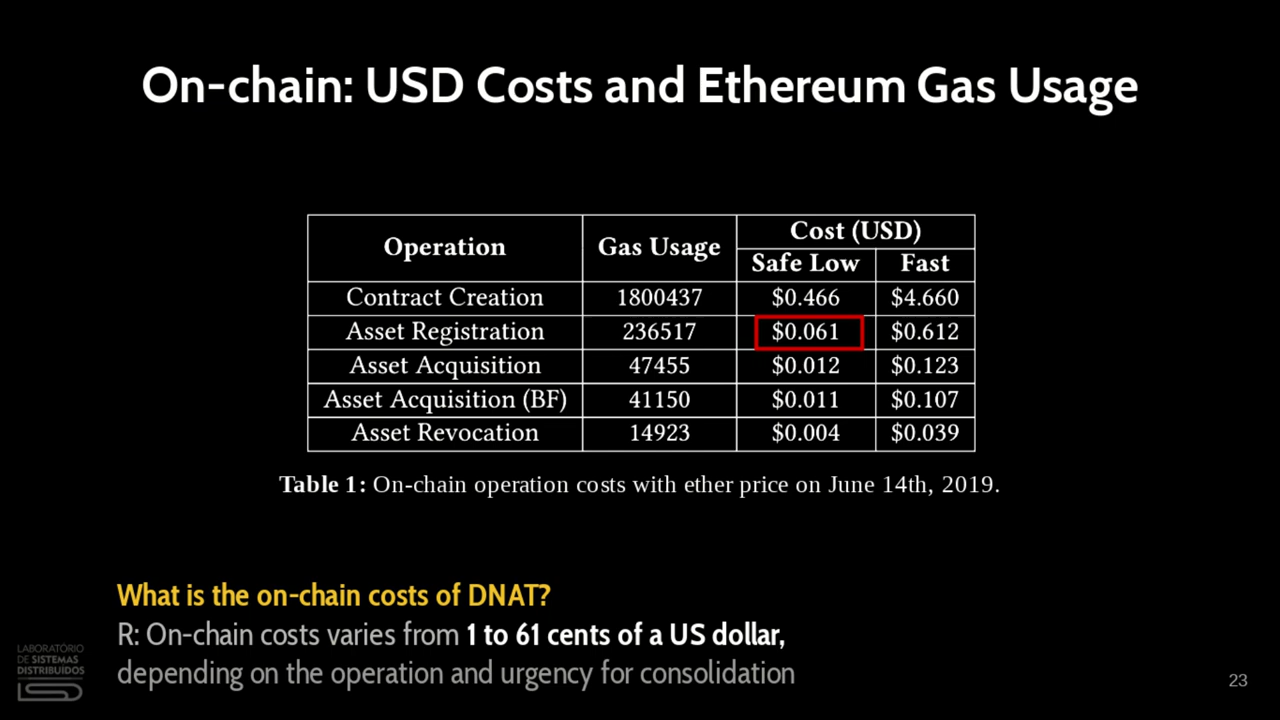 On-chain: USD Costs and Ethereum Gas Usage
Operation Gas Usage Cost (USD)
Safe Low Fast
Contract Creation 1800437 $0.466 $4.660
Asset Registration 236517 $0.061 $0.612
Asset Acquisition 47455 $0.012 $0.123
Asset Acquisition (BF) 41150 $0.011 $0.107
Asset Revocation 14923 $0.004 $0.039
Table 1: On-chain operation costs with ether price on June 14th, 2019.
What is the on-chain costs of DNAT?
R: On-chain costs varies from 1 to 61 cents of a US dollar,
depending on the operation and urgency for consolidation
LABORATÓRIO
DE SISTEMAS
DISTRIBUÍDOS
LSD
23